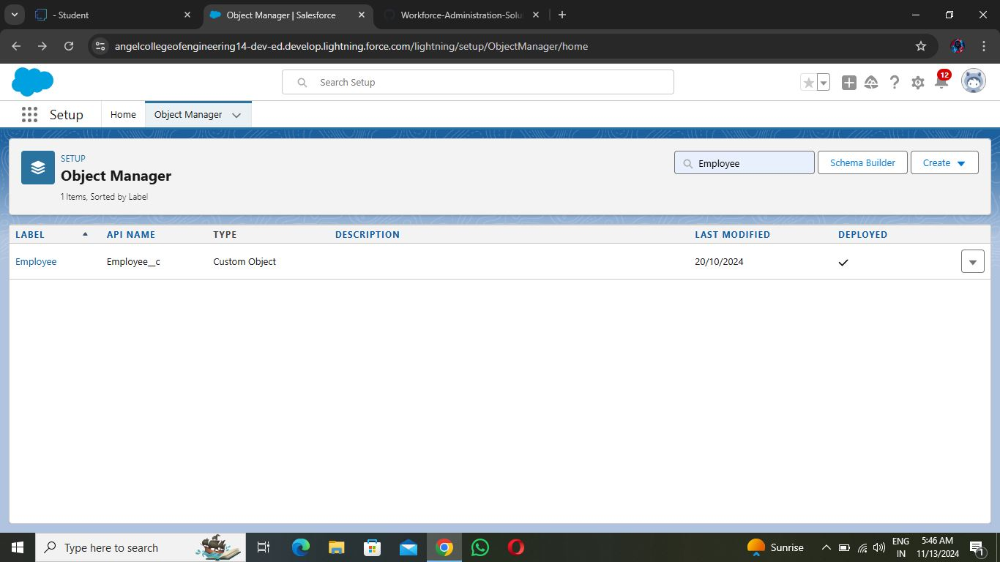 - Student
Object Manager | Salesforce
Workforce-Administration-Solu
angelcollegeofengineering14-dev-ed.develop.lightning.force.com/lightning/setup/ObjectManager/home
Search Setup
12
Setup
Home
Object Manager
SETUP
Object Manager
1 Items, Sorted by Label
Employee
Schema Builder
Create
LABEL API NAME TYPE DESCRIPTION LAST MODIFIED DEPLOYED
Employee Employee__c Custom Object 20/10/2024
Type here to search
Sunrise
ENG
IN
5:46 AM
11/13/2024
1